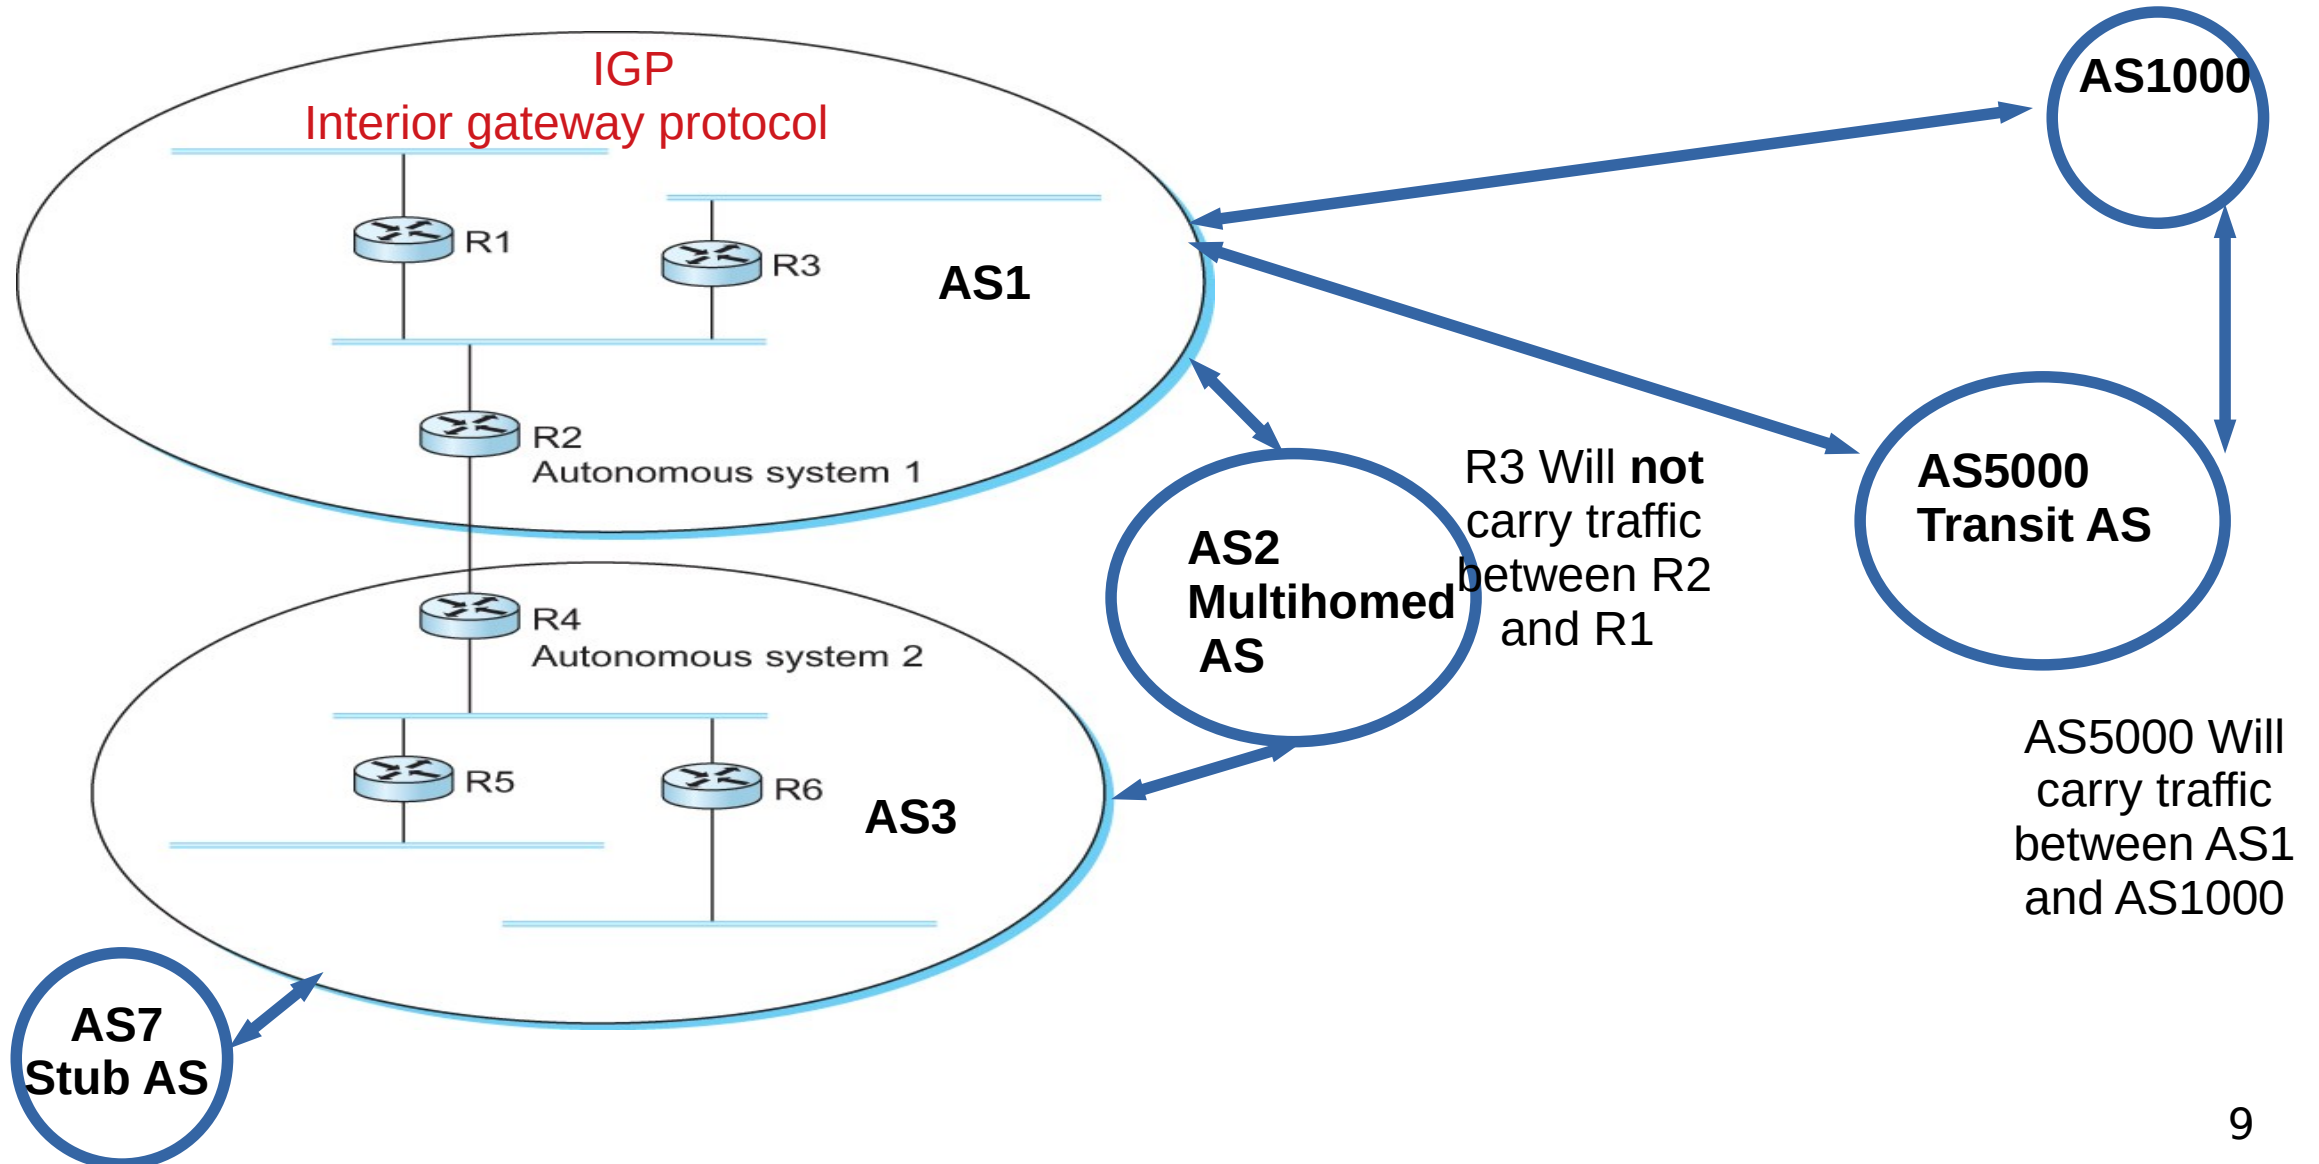 IGP
Interior gateway protocol
R1
R3
AS1
R2
Autonomous system 1
AS1000
AS5000
Transit AS
R3 Will not
carry traffic
between R2
and R1
AS2
Multihomed
AS
R4
Autonomous system 2
R5
R6
AS3
AS5000 Will
carry traffic
between AS1
and AS1000
AS7
Stub AS
9